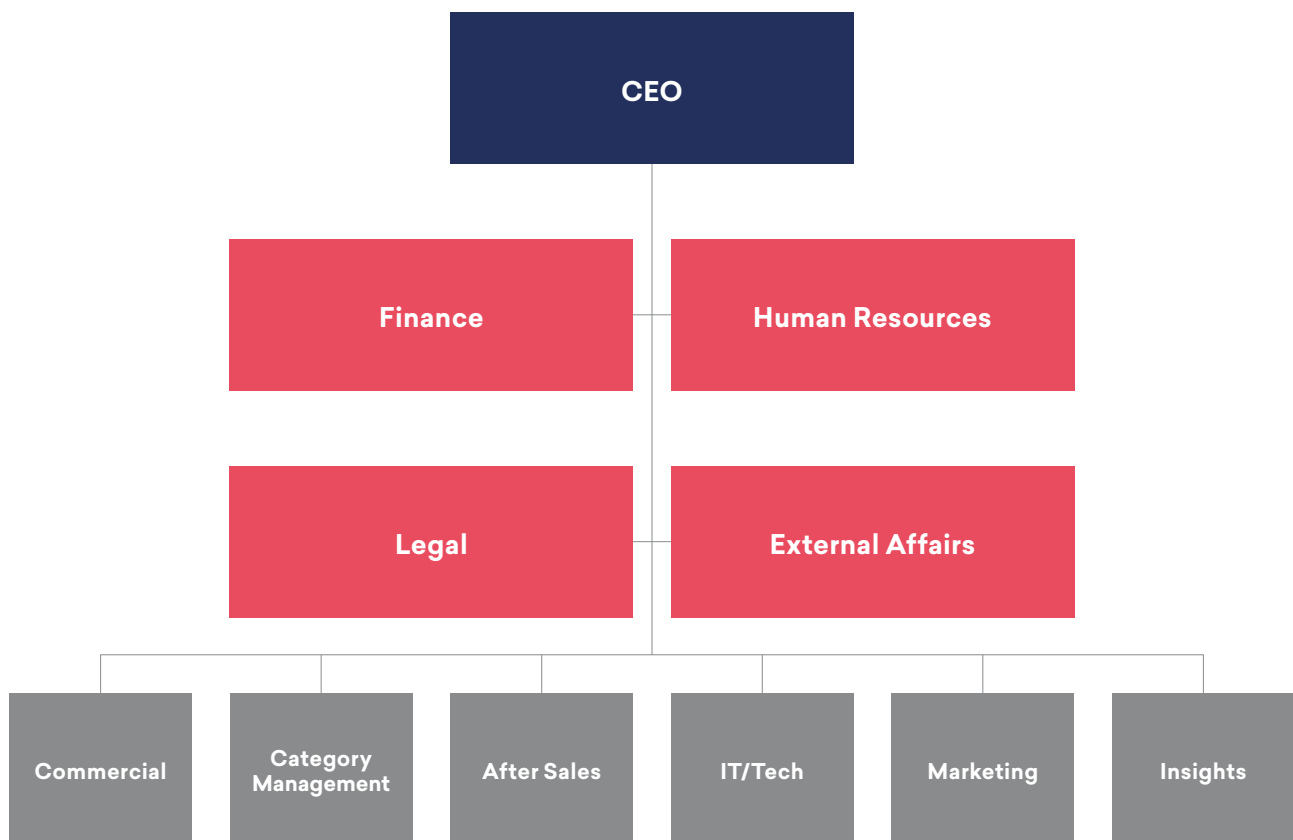 CEO
Finance
Human Resources
Legal
External Affairs
Commercial
Category
Management
After Sales
IT/Tech
Marketing
Insights